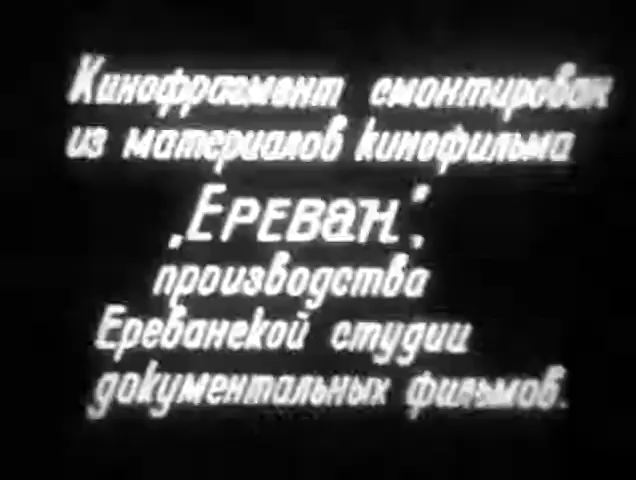 Кинофрагмент смонтирован
из материалов кинофильма
„Ереван",
производства
Ереванской студии
документальных фильмов.